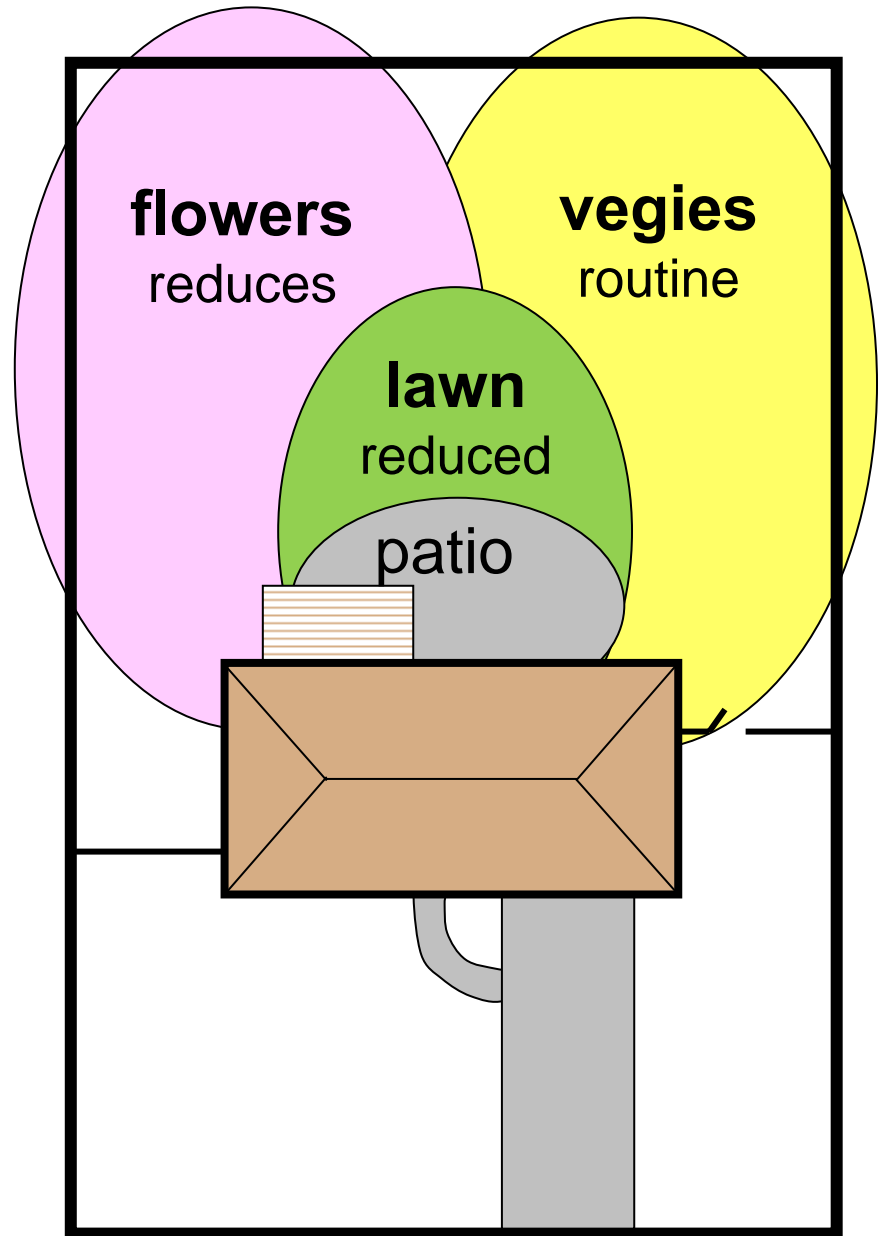 flowers
reduces
vegies
routine
lawn
reduced
patio